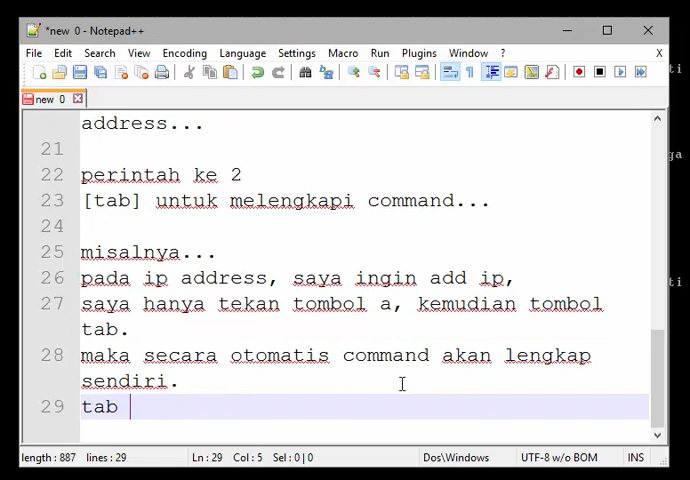 *new 0 - Notepad++
File Edit Search View Encoding Language Settings Macro Run Plugins Window ? X
new 0
address...
21
22 perintah ke 2
23 [tab] untuk melengkapi command...
24
25 misalnya...
26 pada ip address, saya ingin add ip,
27 saya hanya tekan tombol a, kemudian tombol
tab.
28 maka secara otomatis command akan lengkap
sendiri.
29 tab
length : 887 lines : 29 Ln : 29 Col : 5 Sel : 0 | 0 Dos\Windows UTF-8 w/o BOM INS
ti
ga
ti